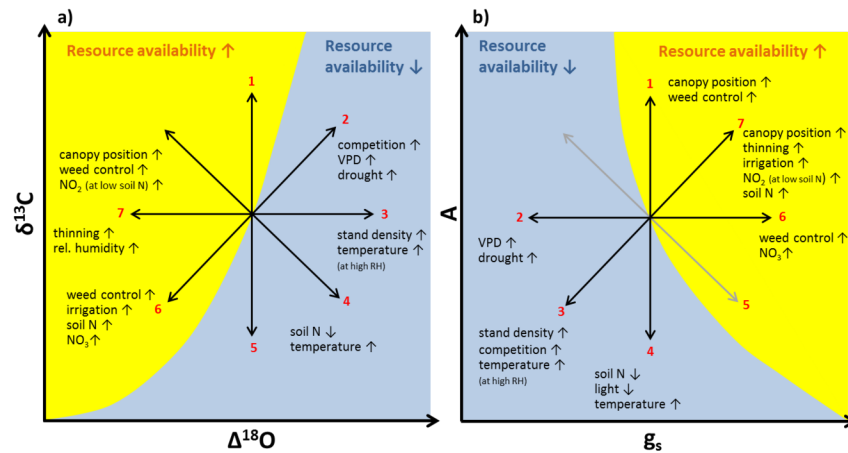 a)
Resource availability ↑
Resource
availability ↓
1
2
competition ↑
VPD ↑
drought ↑
canopy position ↑
weed control ↑
NO₂ (at low soil N) ↑
7
3
thinning ↑
rel. humidity ↑
stand density ↑
temperature ↑
(at high RH)
weed control ↑
irrigation ↑
soil N ↑
NO₃↑
6
4
5
soil N ↓
temperature ↑
δ¹³C
Δ¹⁸O
b)
Resource
availability ↓
Resource availability ↑
1
canopy position ↑
weed control ↑
7
canopy position ↑
thinning ↑
irrigation ↑
NO₂ (at low soil N) ↑
soil N ↑
2
6
VPD ↑
drought ↑
weed control ↑
NO₃↑
3
5
stand density ↑
competition ↑
temperature ↑
(at high RH)
4
soil N ↓
light ↓
temperature ↑
A
gₛ